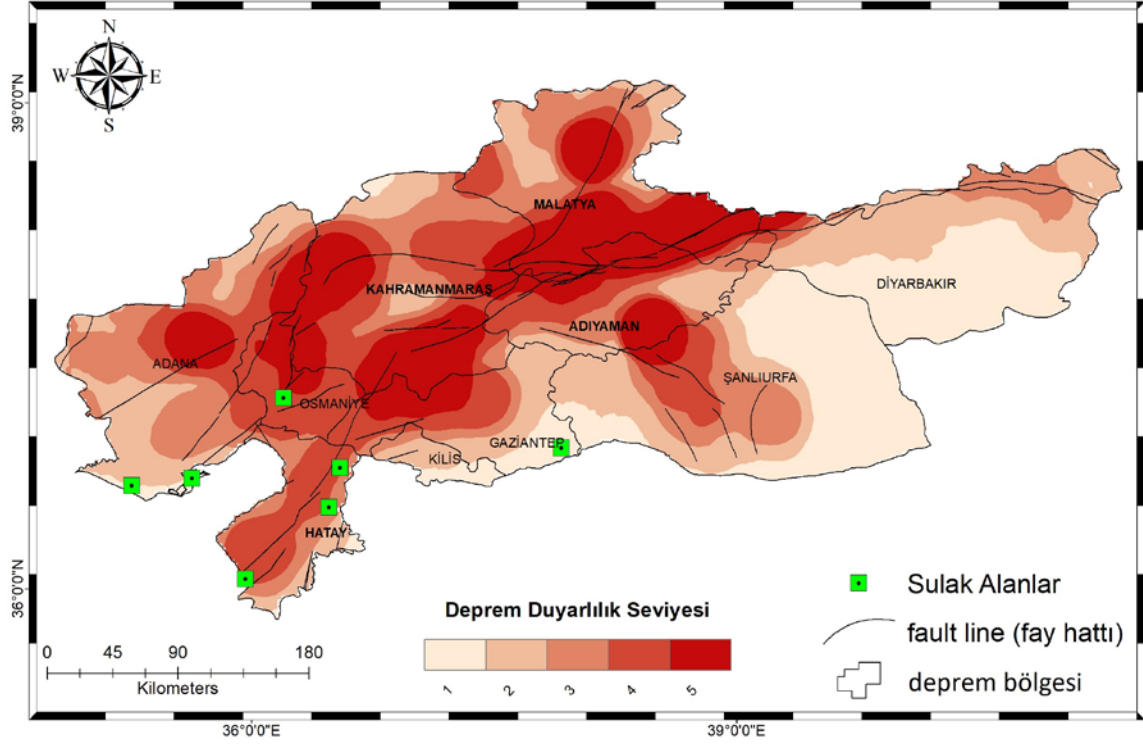 N
W E
S
39°0'0"N
36°0'0"N
MALATYA
DİYARBAKIR
KAHRAMANMARAŞ
ADIYAMAN
ADANA
ŞANLIURFA
OSMANİYE
GAZİANTEP
KİLİS
HATAY
Deprem Duyarlılık Seviyesi
1 2 3 4 5
Sulak Alanlar
fault line (fay hattı)
deprem bölgesi
0 45 90 180
Kilometers
36°0'0"E
39°0'0"E